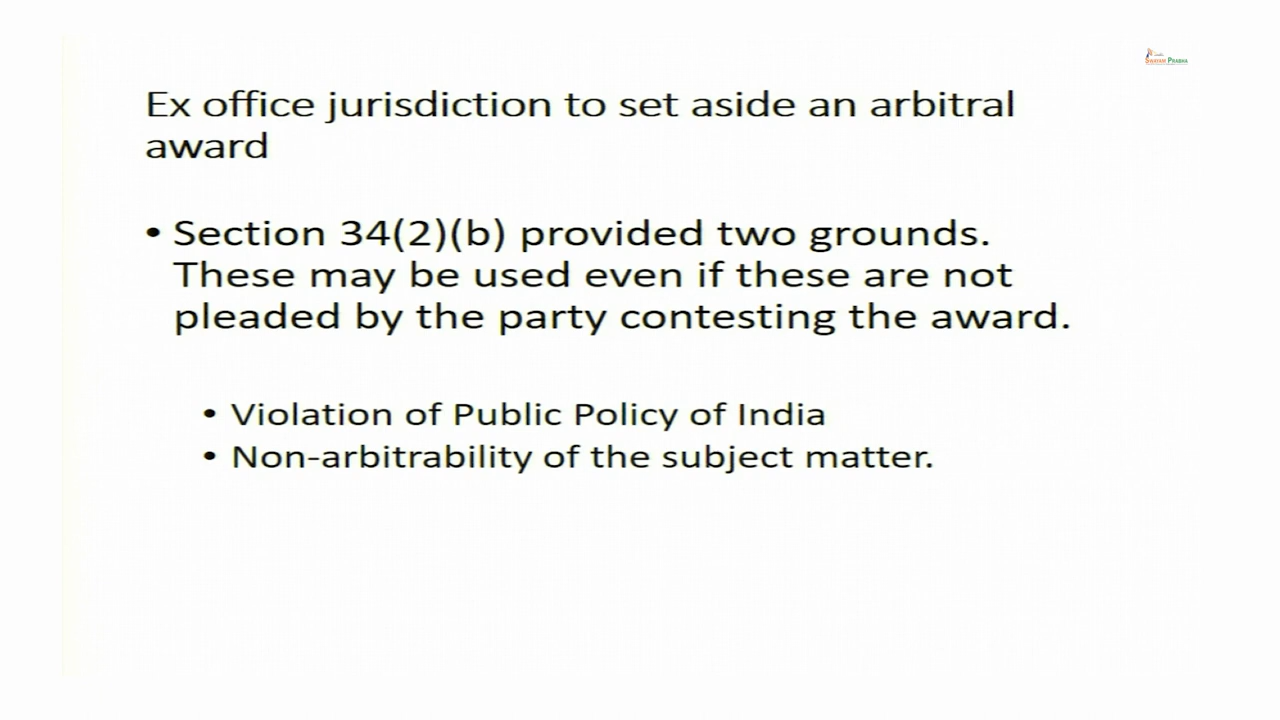 SWAYAM PRABHA
Ex office jurisdiction to set aside an arbitral
award
• Section 34(2)(b) provided two grounds.
These may be used even if these are not
pleaded by the party contesting the award.
• Violation of Public Policy of India
• Non-arbitrability of the subject matter.